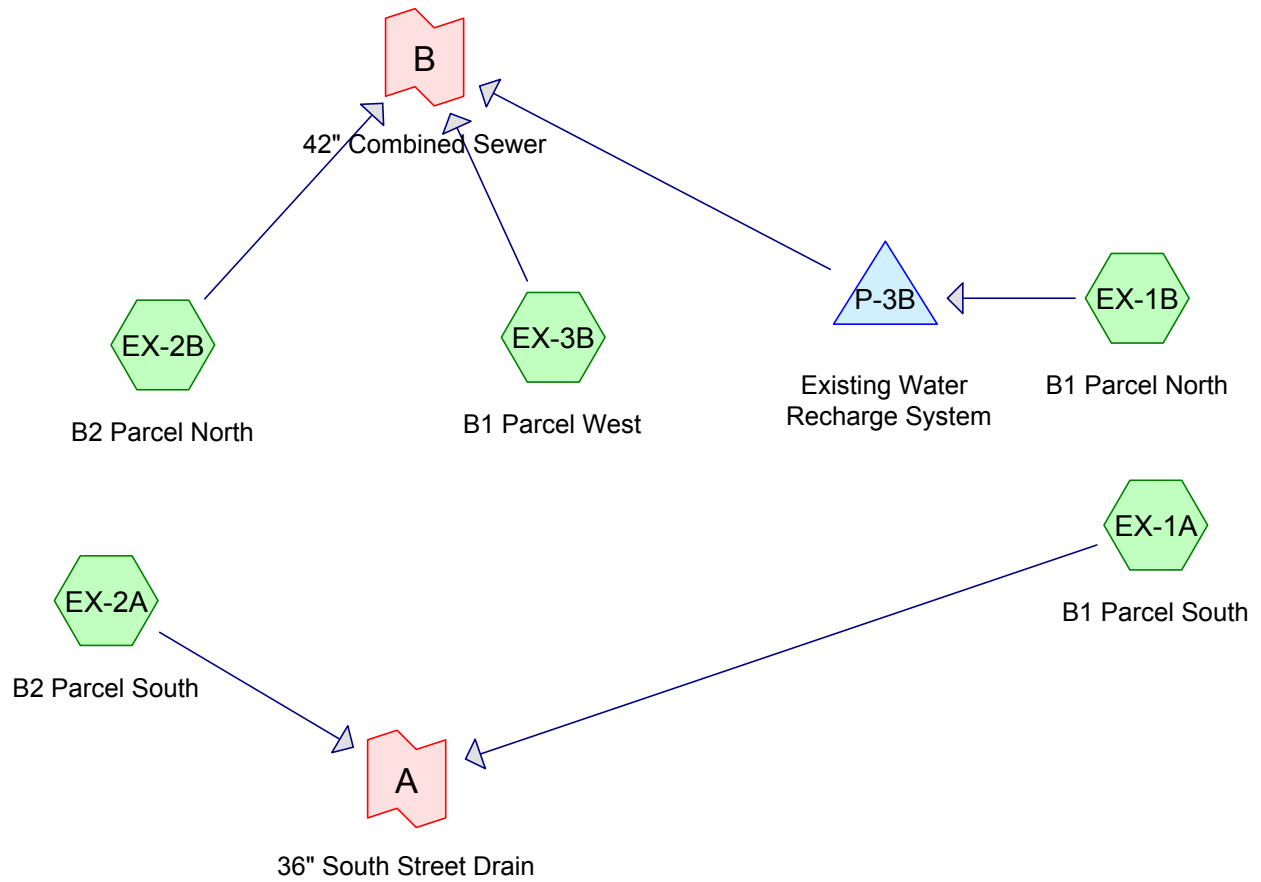 B
42" Combined Sewer
EX-2B
B2 Parcel North
EX-3B
B1 Parcel West
P-3B
Existing Water
Recharge System
EX-1B
B1 Parcel North
EX-1A
B1 Parcel South
EX-2A
B2 Parcel South
A
36" South Street Drain